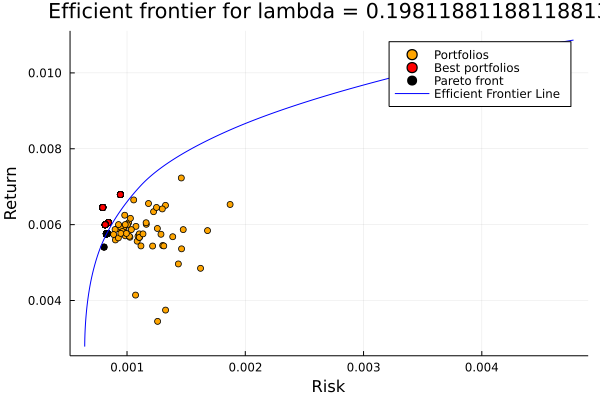 Efficient frontier for lambda = 0.1981188118811881
Portfolios
Best portfolios
Pareto front
Efficient Frontier Line
0.010
0.008
0.006
0.004
Return
0.001
0.002
0.003
0.004
Risk